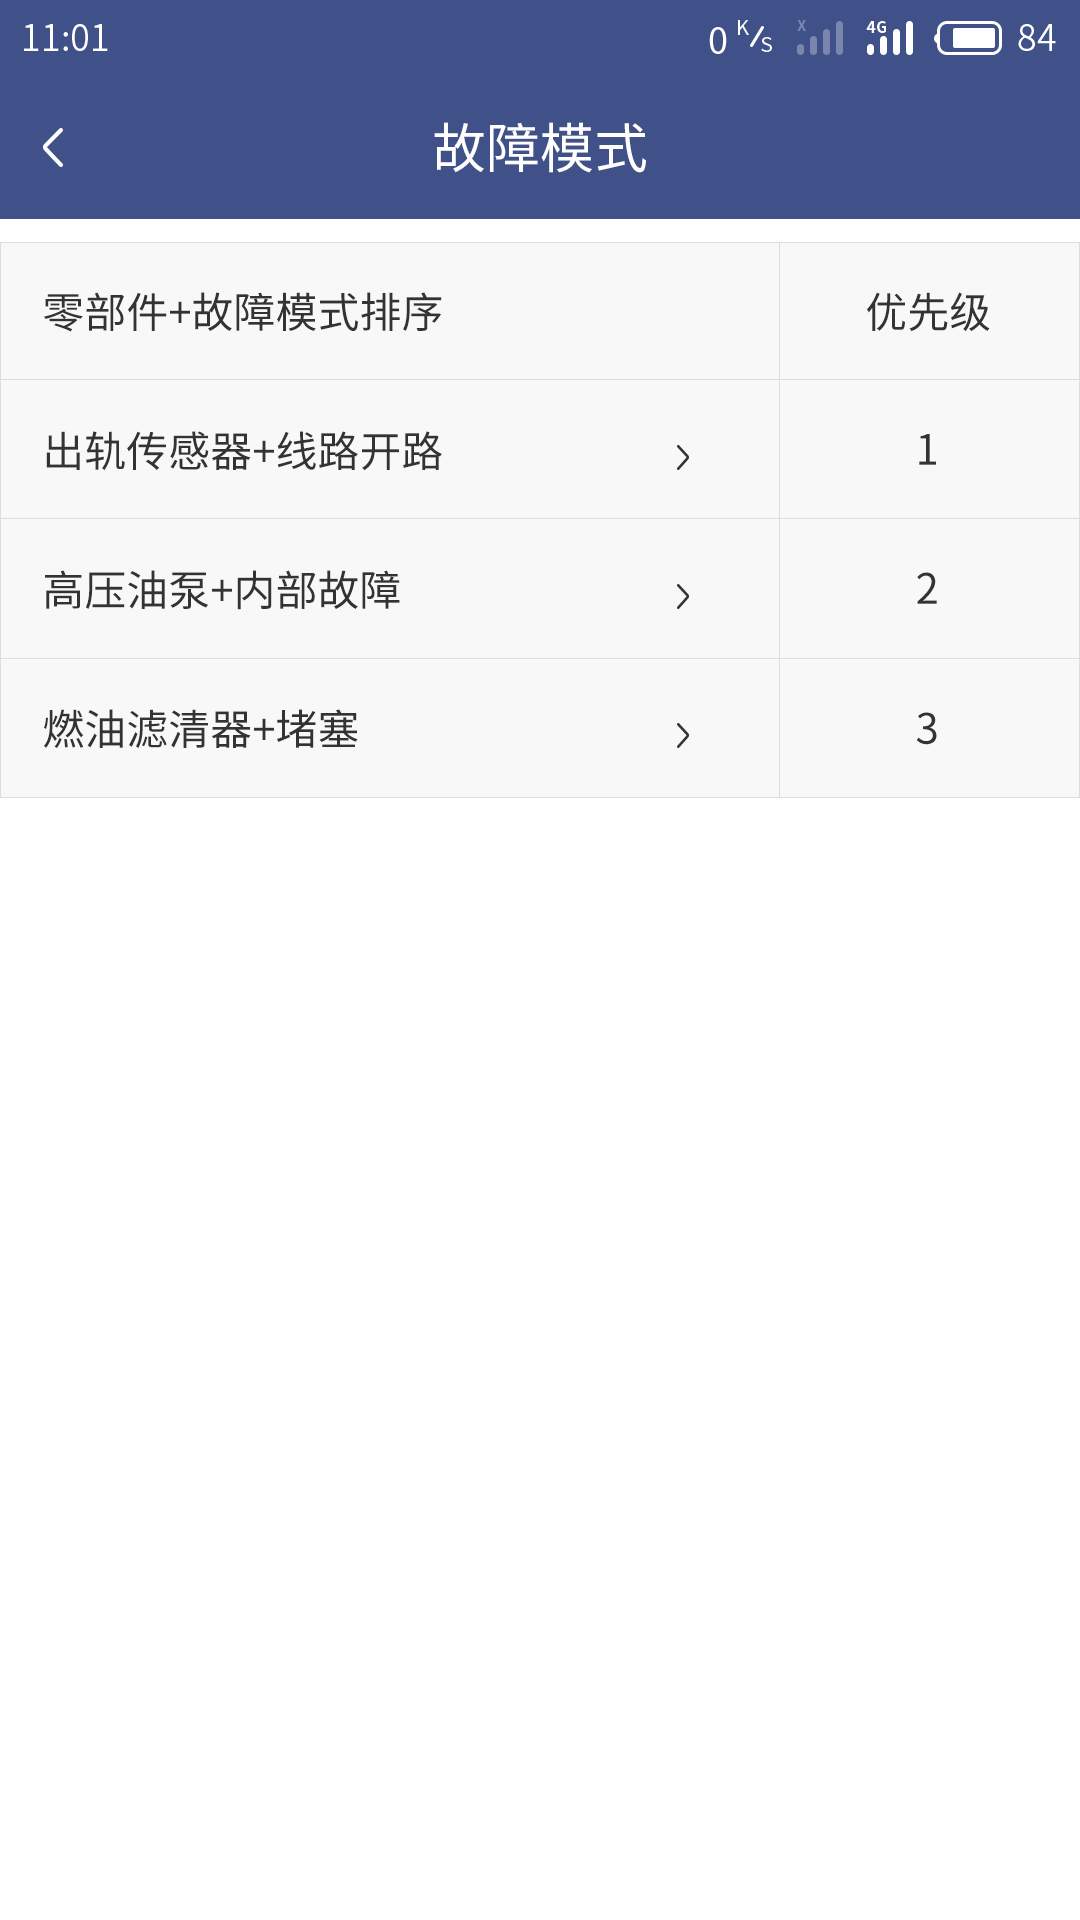 11:01 0 K/S X 4G 84
故障模式
零部件+故障模式排序 优先级
出轨传感器+线路开路 1
高压油泵+内部故障 2
燃油滤清器+堵塞 3